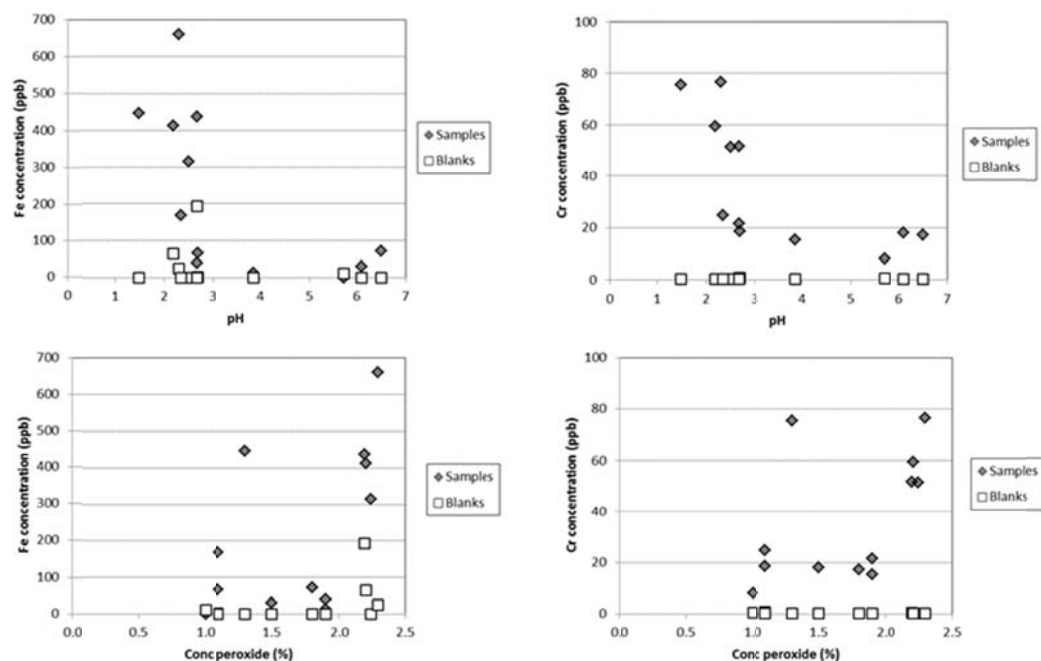 700
600
500
400
300
200
100
0
Fe concentration (ppb)
0 1 2 3 4 5 6 7
pH
Samples
Blanks
100
80
60
40
20
0
Cr concentration (ppb)
0 1 2 3 4 5 6 7
pH
Samples
Blanks
700
600
500
400
300
200
100
0
Fe concentration (ppb)
0.0 0.5 1.0 1.5 2.0 2.5
Conc peroxide (%)
Samples
Blanks
100
80
60
40
20
0
Cr concentration (ppb)
0.0 0.5 1.0 1.5 2.0 2.5
Conc peroxide (%)
Samples
Blanks